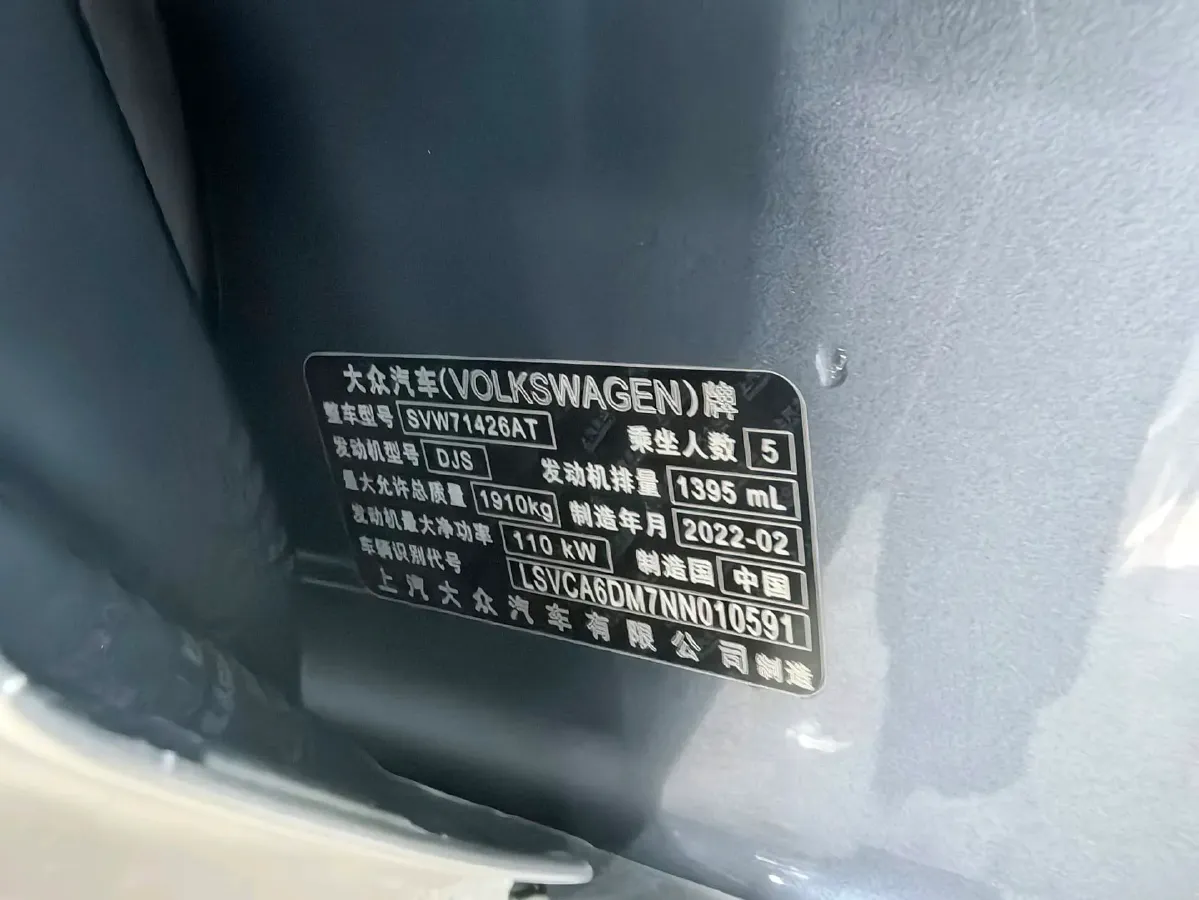 大众汽车(VOLKSWAGEN)牌
整车型号 SVW71426AT 乘坐人数 5
发动机型号 DJS 发动机排量 1395 mL
最大允许总质量 1910kg 制造年月 2022-02
发动机最大净功率 110 kW 制造国 中国
车辆识别代号 LSVCA6DM7NN010591
上汽大众汽车有限公司制造